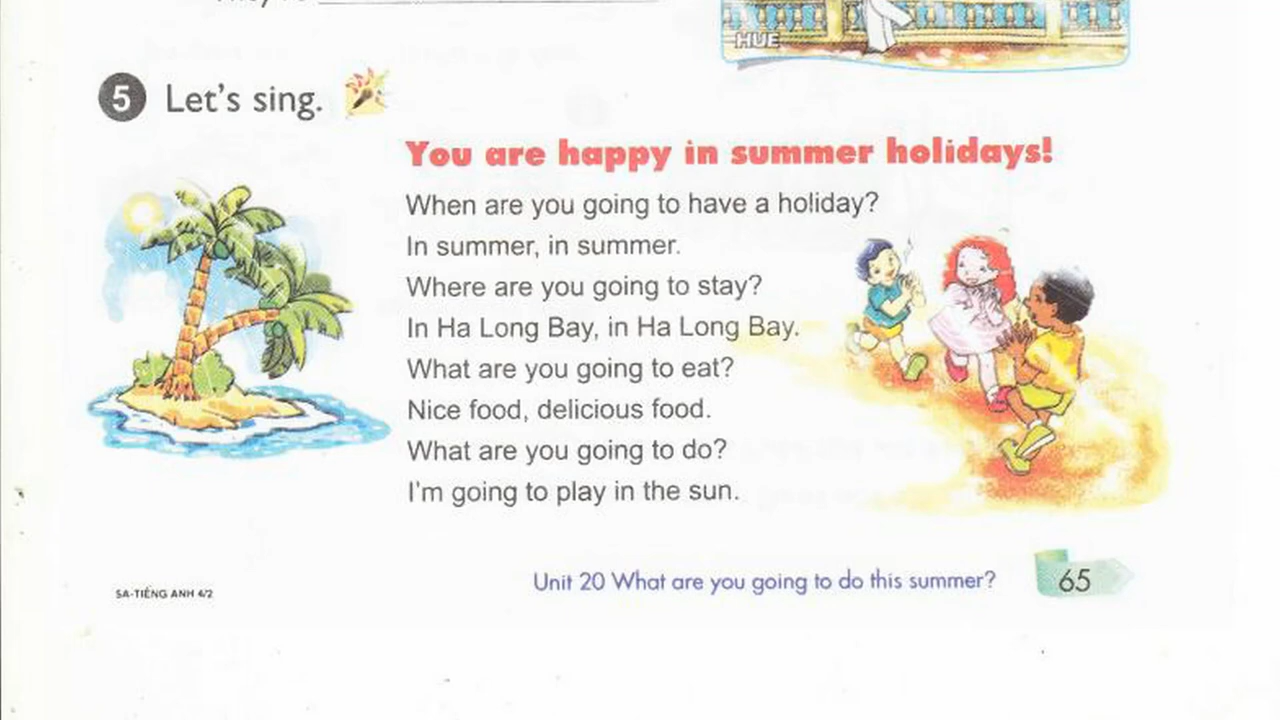 HUE
5 Let's sing.
You are happy in summer holidays!
When are you going to have a holiday?
In summer, in summer.
Where are you going to stay?
In Ha Long Bay, in Ha Long Bay.
What are you going to eat?
Nice food, delicious food.
What are you going to do?
I'm going to play in the sun.
Unit 20 What are you going to do this summer? 65
5A-TIẾNG ANH 4/2